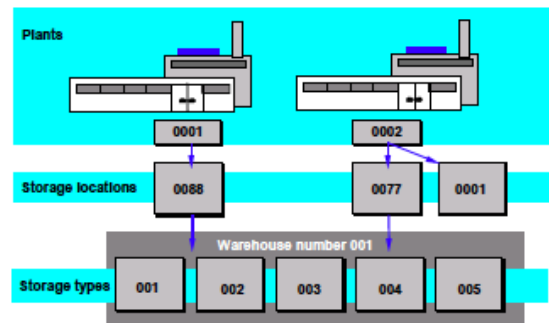 Plants
0001 0002
Storage locations 0088 0077 0001
Warehouse number 001
Storage types 001 002 003 004 005